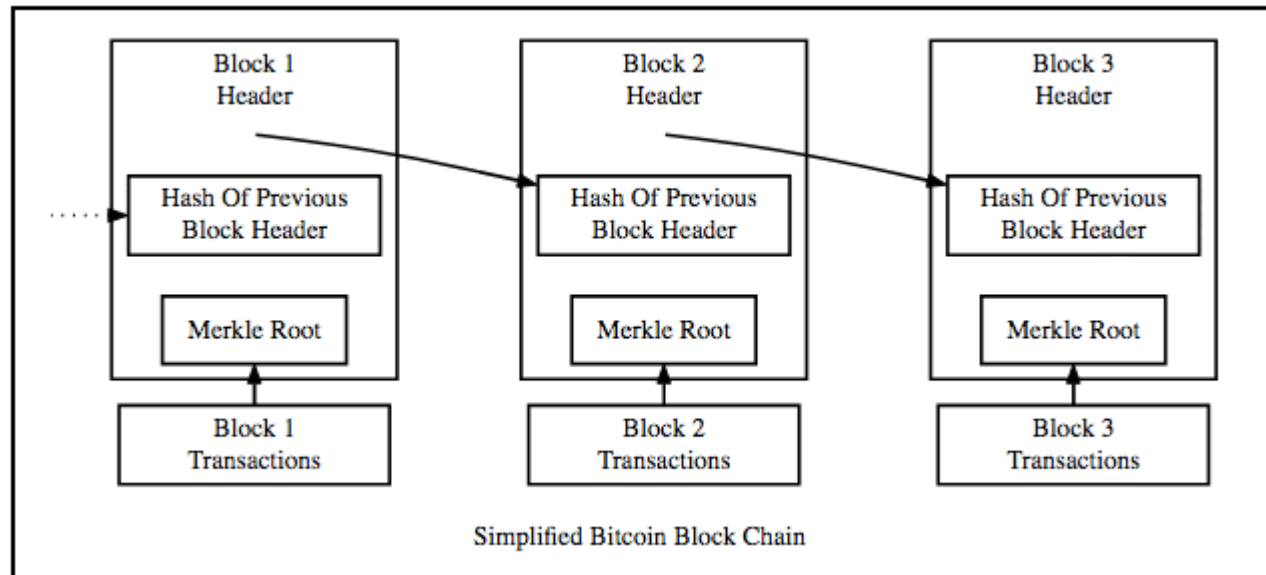 Block 1
Header
Hash Of Previous
Block Header
Merkle Root
Block 1
Transactions
Block 2
Header
Hash Of Previous
Block Header
Merkle Root
Block 2
Transactions
Block 3
Header
Hash Of Previous
Block Header
Merkle Root
Block 3
Transactions
Simplified Bitcoin Block Chain